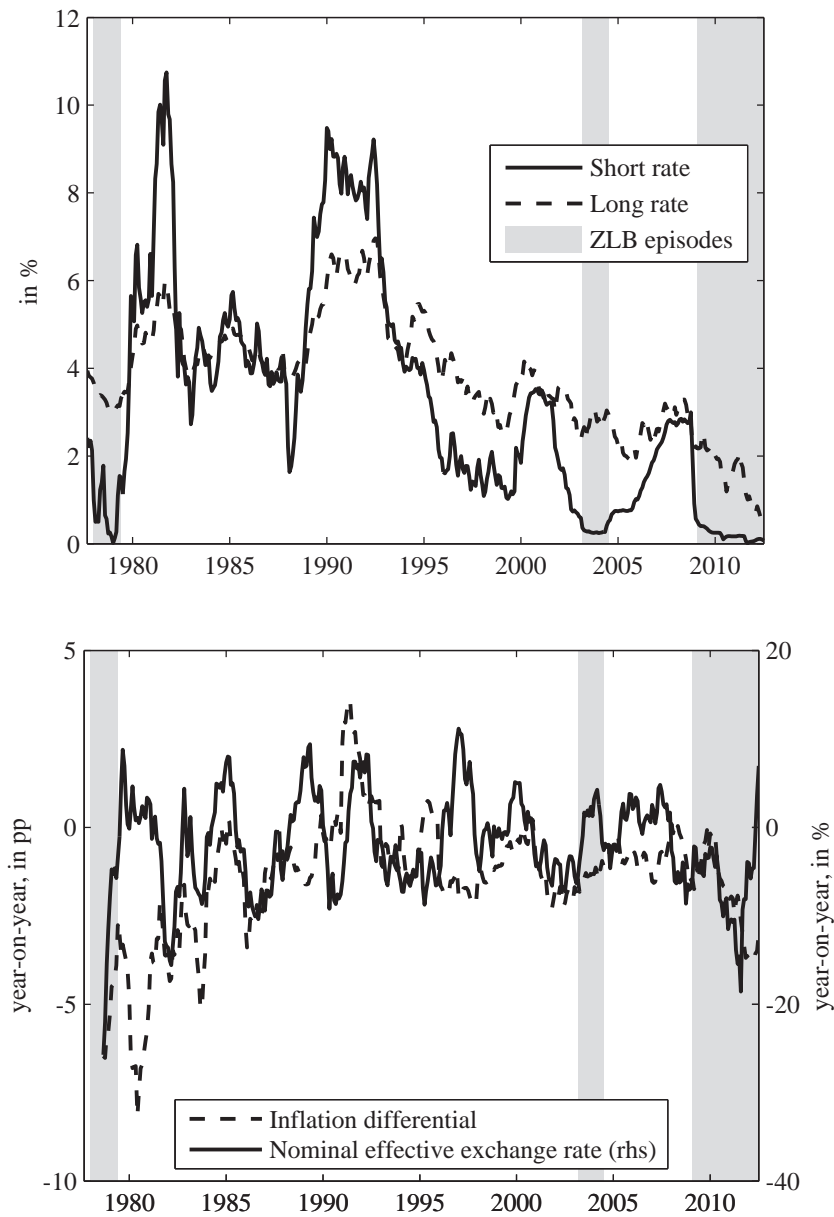 12
10
8
6
4
2
0
in %
Short rate
Long rate
ZLB episodes
1980 1985 1990 1995 2000 2005 2010
5
0
-5
-10
year-on-year, in pp
20
0
-20
-40
year-on-year, in %
Inflation differential
Nominal effective exchange rate (rhs)
1980 1985 1990 1995 2000 2005 2010